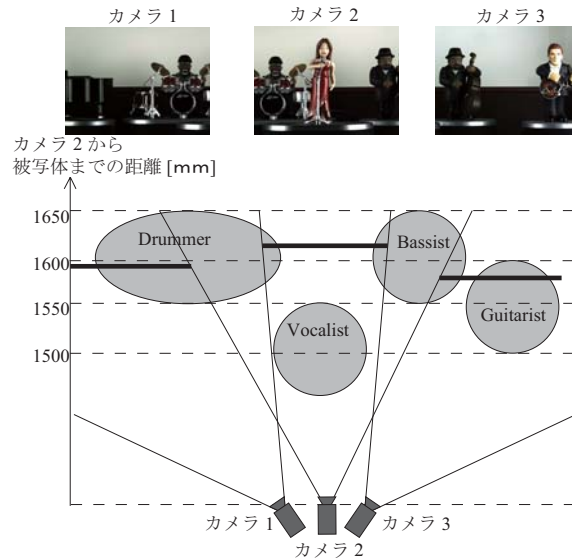 カメラ 1
カメラ 2
カメラ 3
カメラ 2 から
被写体までの距離 [mm]
1650
Drummer
Bassist
1600
1550
Vocalist
Guitarist
1500
カメラ 1
カメラ 2
カメラ 3